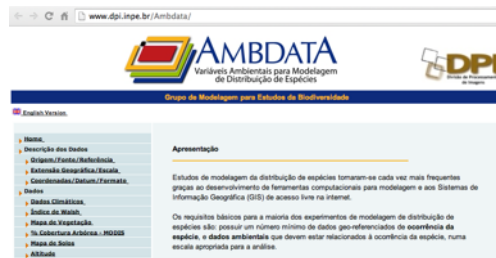 www.dpi.inpe.br/Ambdata/
AMBDATA
Variáveis Ambientais para Modelagem
de Distribuição de Espécies
DPI
Divisão de Processamento
de Imagens
Grupo de Modelagem para Estudos da Biodiversidade
English Version
Home
Descrição dos Dados
Origem/Fonte/Referência
Extensão Geográfica/Escala
Coordenadas/Datum/Formato
Dados
Dados Climáticos
Índice de Walsh
Mapa de Vegetação
% Cobertura Arbórea - MODIS
Mapa de Solos
Altitude
Apresentação
Estudos de modelagem da distribuição de espécies tornaram-se cada vez mais frequentes
graças ao desenvolvimento de ferramentas computacionais para modelagem e aos Sistemas de
Informação Geográfica (GIS) de acesso livre na internet.
Os requisitos básicos para a maioria dos experimentos de modelagem de distribuição de
espécies são: possuir um número mínimo de dados geo-referenciados de ocorrência da
espécie, e dados ambientais que devem estar relacionados à ocorrência da espécie, numa
escala apropriada para a análise.